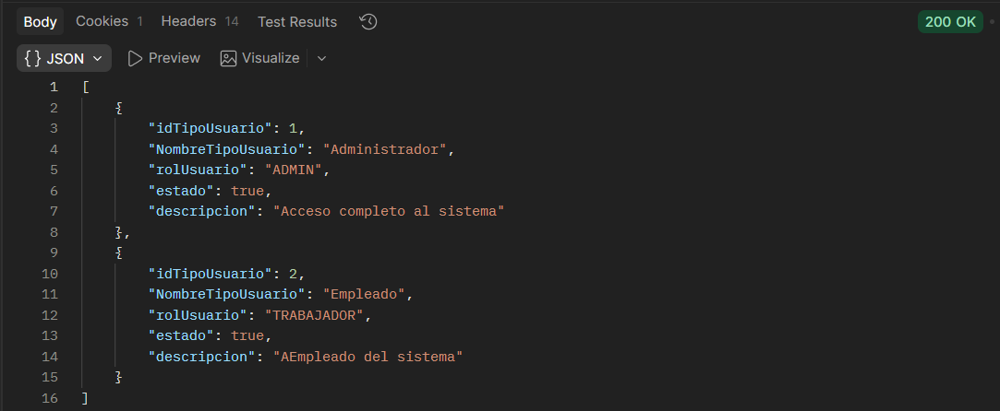 Body Cookies 1 Headers 14 Test Results 200 OK
{} JSON Preview Visualize
1 [
2 {
3 "idTipoUsuario": 1,
4 "NombreTipoUsuario": "Administrador",
5 "rolUsuario": "ADMIN",
6 "estado": true,
7 "descripcion": "Acceso completo al sistema"
8 },
9 {
10 "idTipoUsuario": 2,
11 "NombreTipoUsuario": "Empleado",
12 "rolUsuario": "TRABAJADOR",
13 "estado": true,
14 "descripcion": "AEmpleado del sistema"
15 }
16 ]